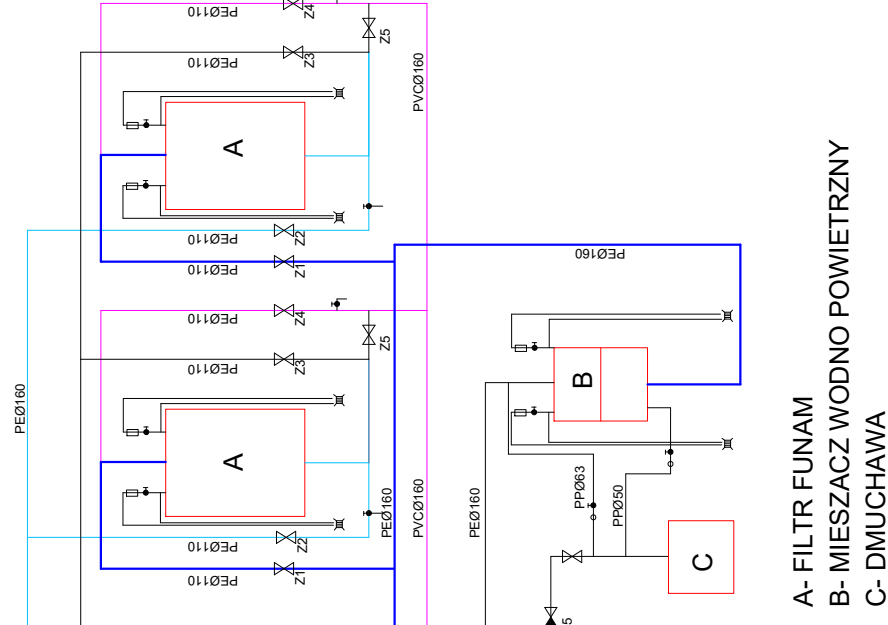 PEØ110
Z4
Z5
PEØ110
Z3
PVCØ160
A
PEØ110
Z2
PEØ110
Z1
PEØ160
PEØ110
Z4
Z5
PEØ110
Z3
PEØ160
A
B
PEØ160
PVCØ160
PEØ160
PPØ63
PPØ50
PEØ110
Z2
PEØ110
Z1
C
5
A- FILTR FUNAM
B- MIESZACZ WODNO POWIETRZNY
C- DMUCHAWA